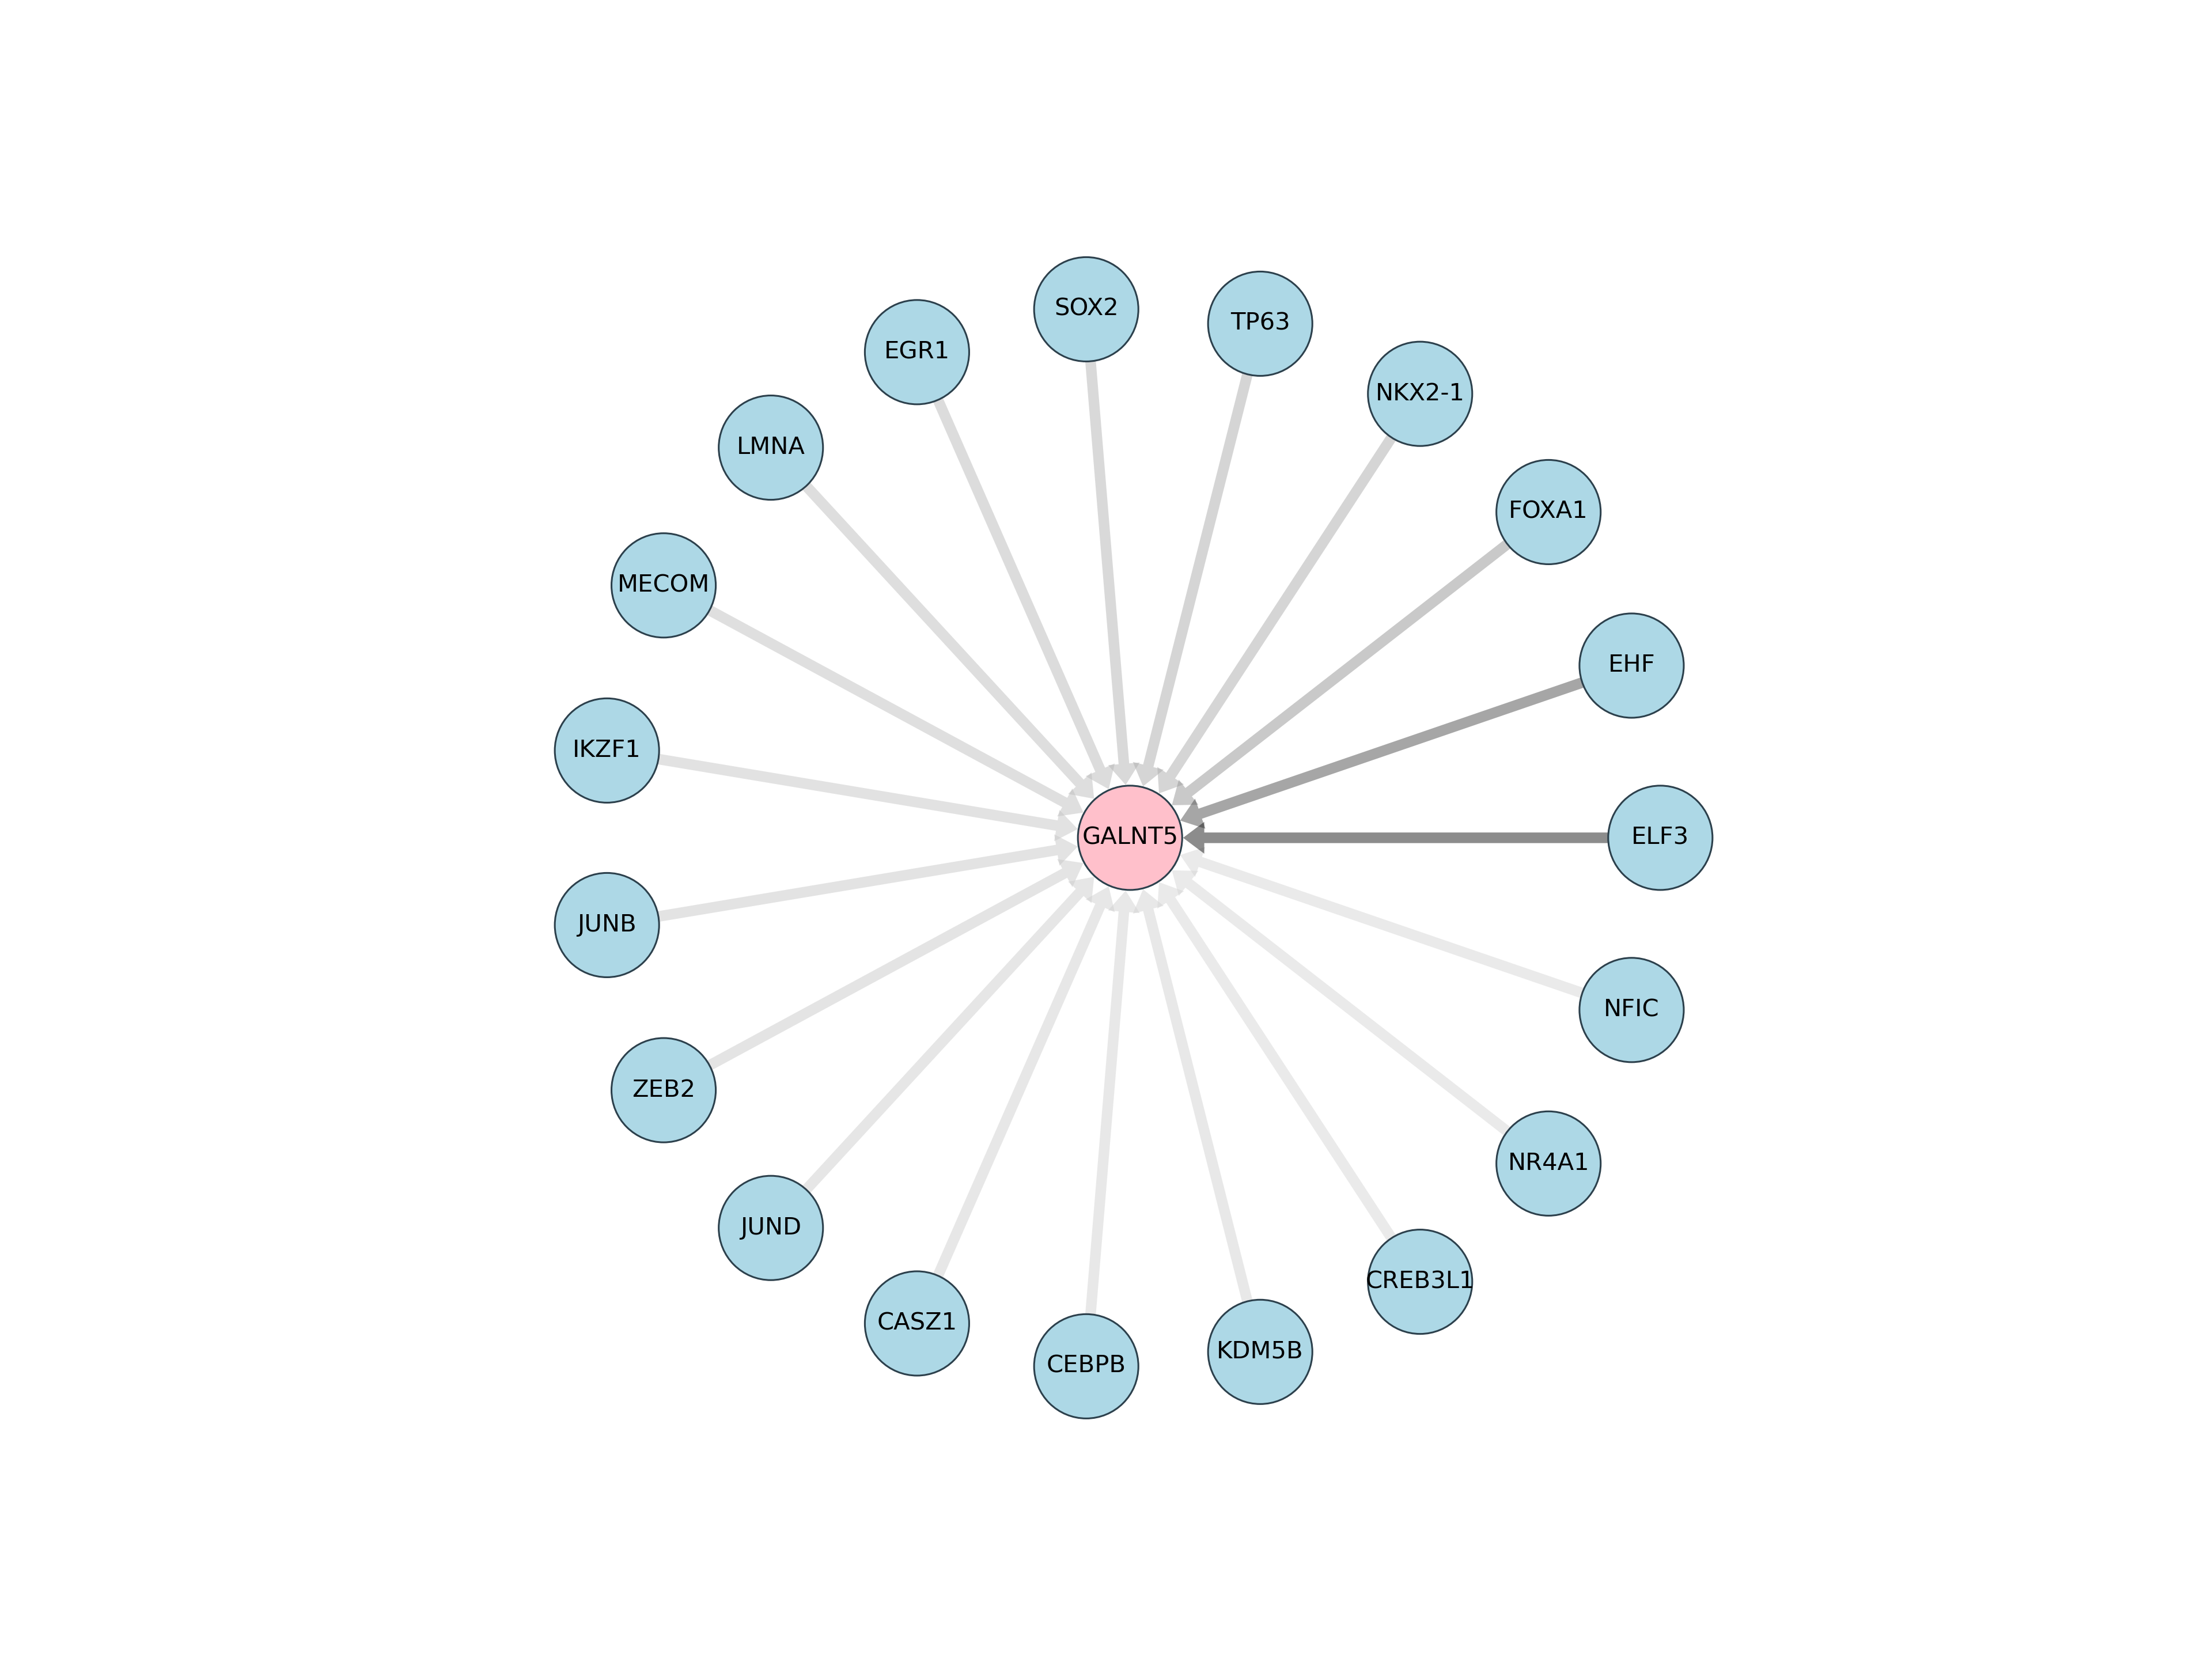 SOX2
TP63
EGR1
NKX2-1
LMNA
FOXA1
MECOM
EHF
IKZF1
GALNT5
ELF3
JUNB
NFIC
ZEB2
NR4A1
JUND
CREB3L1
CASZ1
KDM5B
CEBPB